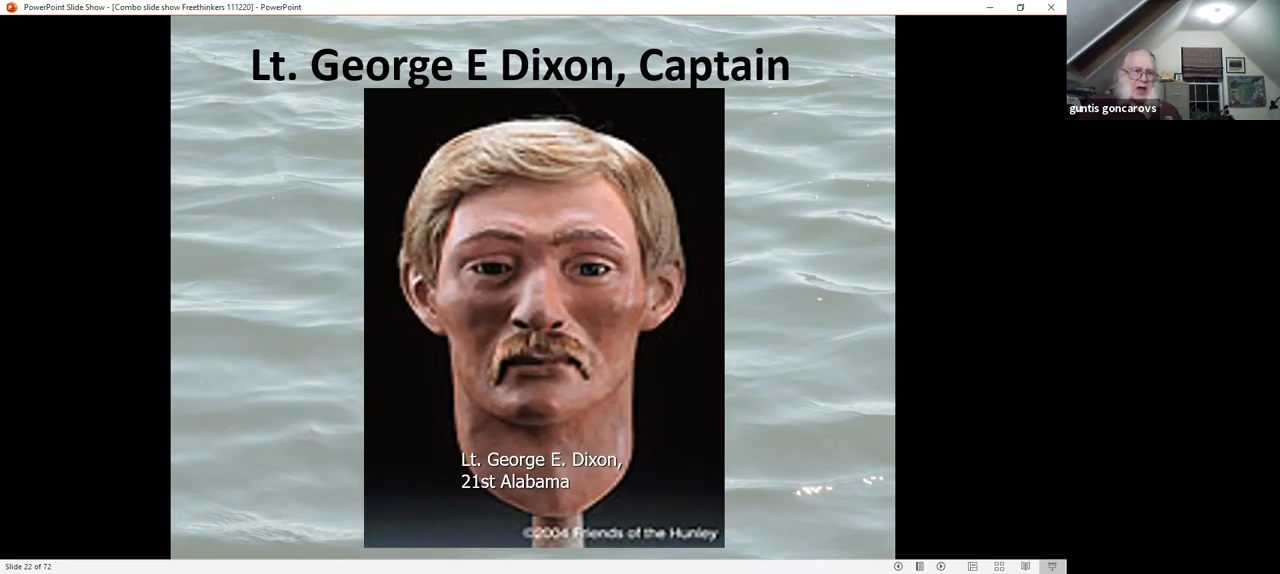 PowerPoint Slide Show - [Combo slide show Freethinkers 111220] - PowerPoint
Lt. George E Dixon, Captain
guntis goncarovs
Lt. George E. Dixon,
21st Alabama
©2004 Friends of the Hunley
Slide 22 of 72